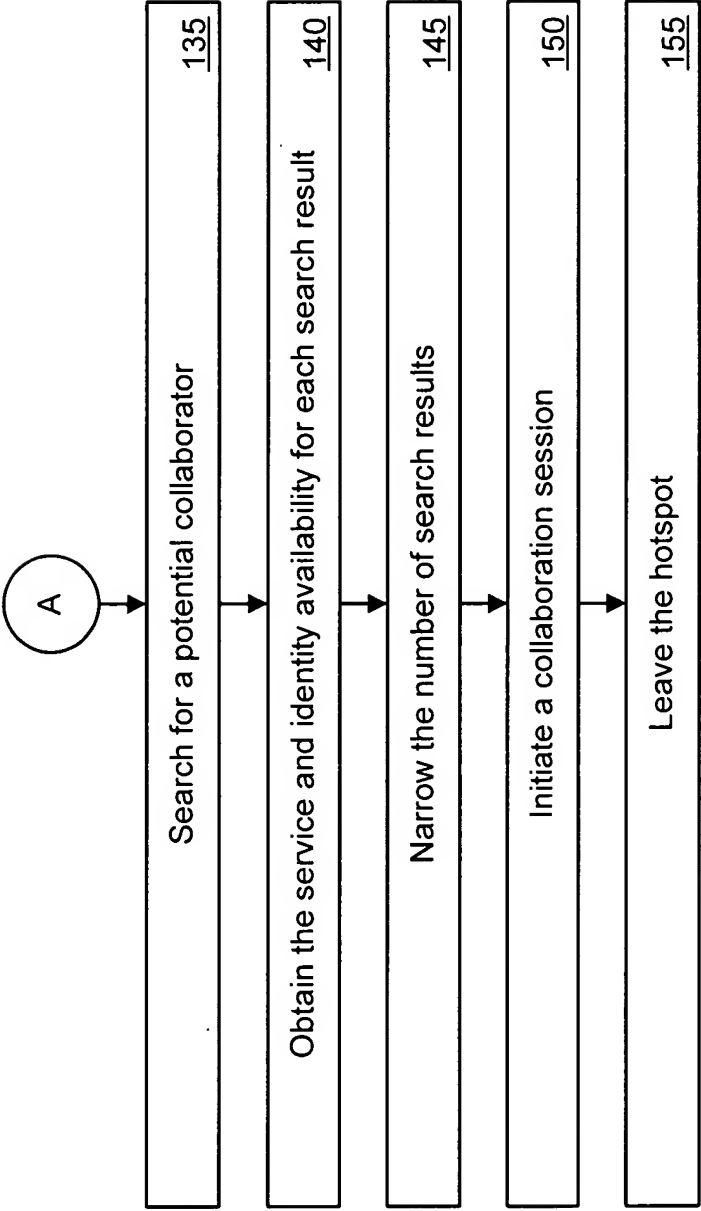 A
Search for a potential collaborator
135
Obtain the service and identity availability for each search result
140
Narrow the number of search results
145
Initiate a collaboration session
150
Leave the hotspot
155